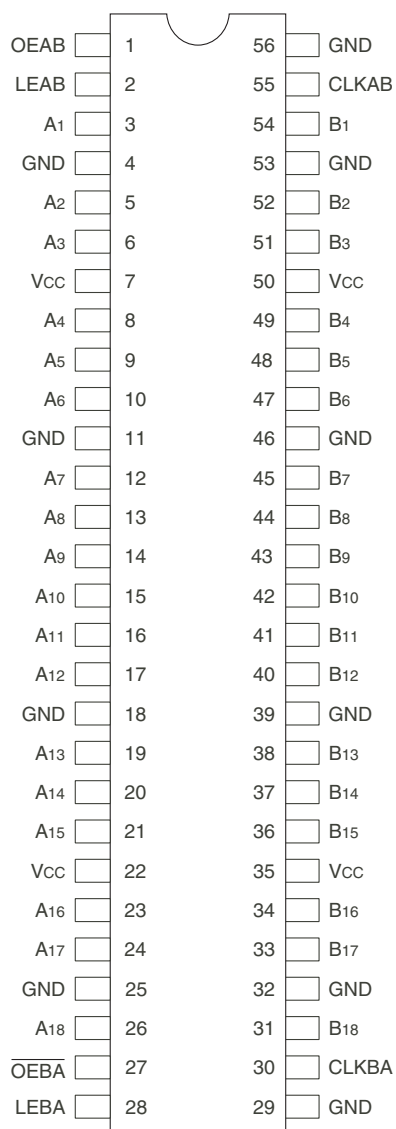 OEAB 1 56 GND
LEAB 2 55 CLKAB
A1 3 54 B1
GND 4 53 GND
A2 5 52 B2
A3 6 51 B3
VCC 7 50 VCC
A4 8 49 B4
A5 9 48 B5
A6 10 47 B6
GND 11 46 GND
A7 12 45 B7
A8 13 44 B8
A9 14 43 B9
A10 15 42 B10
A11 16 41 B11
A12 17 40 B12
GND 18 39 GND
A13 19 38 B13
A14 20 37 B14
A15 21 36 B15
VCC 22 35 VCC
A16 23 34 B16
A17 24 33 B17
GND 25 32 GND
A18 26 31 B18
O̅E̅B̅A̅ 27 30 CLKBA
LEBA 28 29 GND